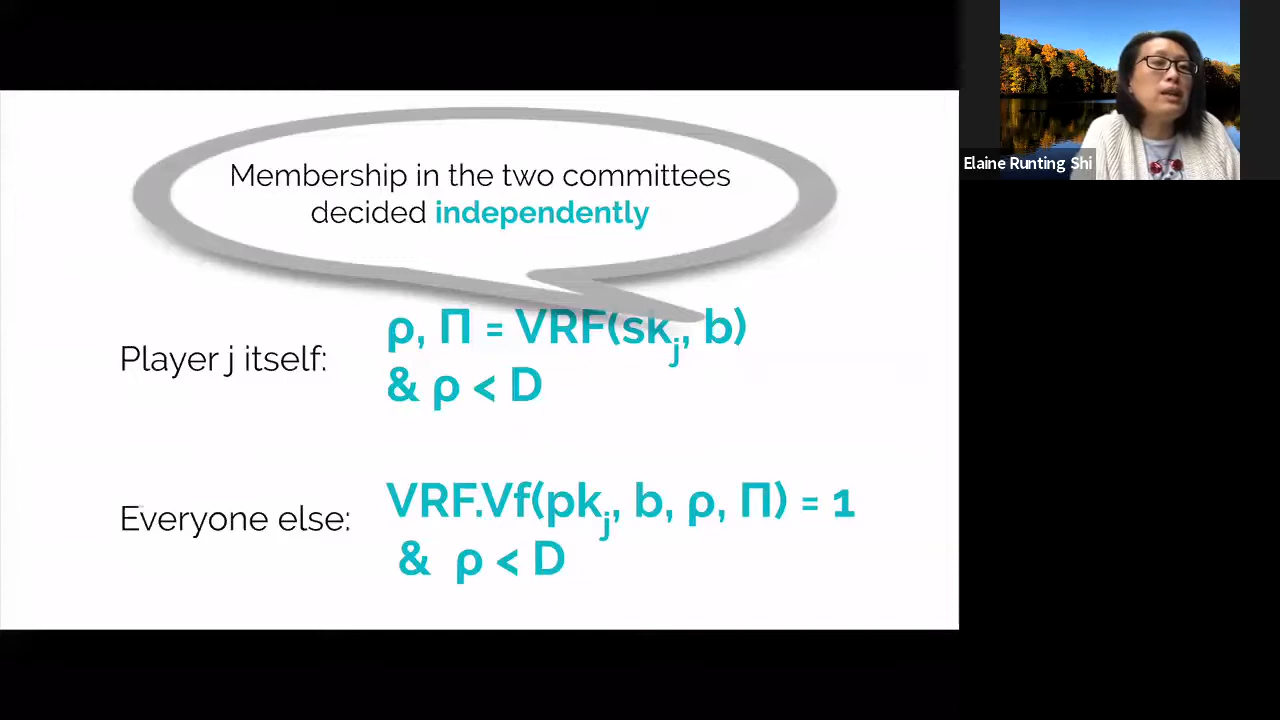 Membership in the two committees
decided independently
Player j itself:
ρ, Π = VRF(skⱼ, b)
& ρ < D
Everyone else:
VRF.Vf(pkⱼ, b, ρ, Π) = 1
& ρ < D
Elaine Runting Shi